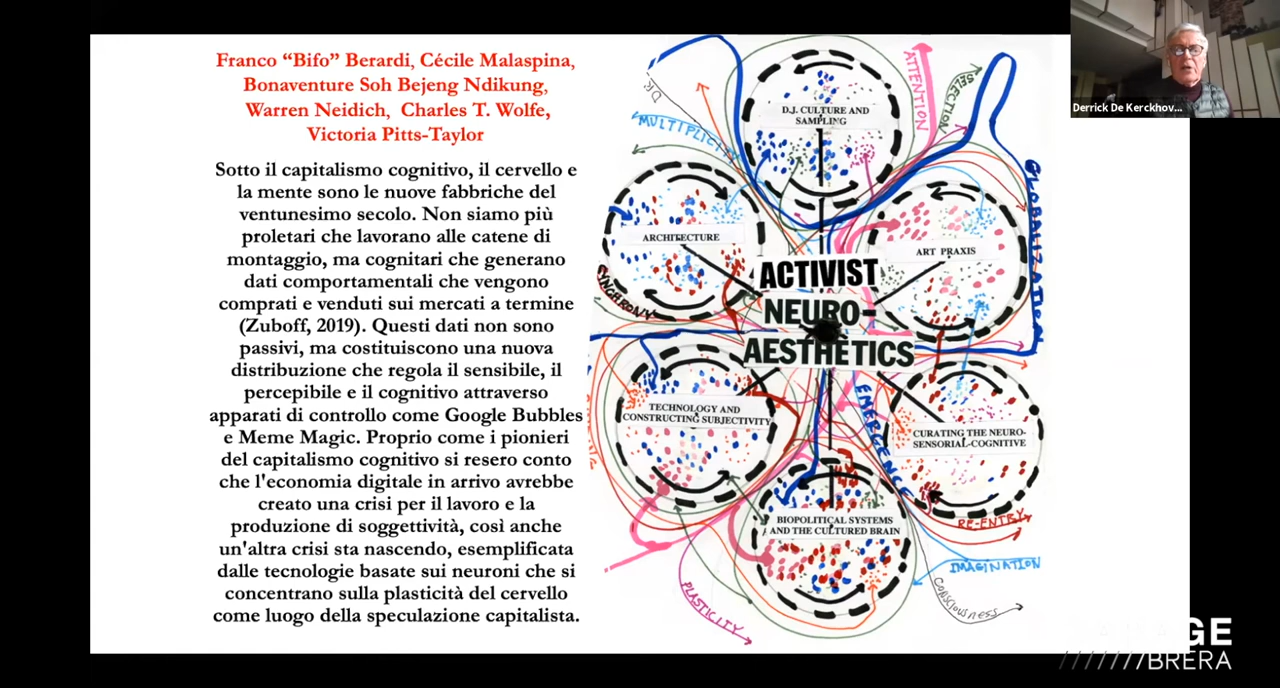 Franco “Bifo” Berardi, Cécile Malaspina,
Bonaventure Soh Bejeng Ndikung,
Warren Neidich, Charles T. Wolfe,
Victoria Pitts-Taylor
Sotto il capitalismo cognitivo, il cervello e
la mente sono le nuove fabbriche del
ventunesimo secolo. Non siamo più
proletari che lavorano alle catene di
montaggio, ma cognitari che generano
dati comportamentali che vengono
comprati e venduti sui mercati a termine
(Zuboff, 2019). Questi dati non sono
passivi, ma costituiscono una nuova
distribuzione che regola il sensibile, il
percepibile e il cognitivo attraverso
apparati di controllo come Google Bubbles
e Meme Magic. Proprio come i pionieri
del capitalismo cognitivo si resero conto
che l'economia digitale in arrivo avrebbe
creato una crisi per il lavoro e la
produzione di soggettività, così anche
un'altra crisi sta nascendo, esemplificata
dalle tecnologie basate sui neuroni che si
concentrano sulla plasticità del cervello
come luogo della speculazione capitalista.
D.J. CULTURE AND
SAMPLING
ATTENTION
SELECTION
MULTIPLICITY
GLOBALIZATION
ARCHITECTURE
ART PRAXIS
SYNCHRONY
ACTIVIST
NEURO-
AESTHETICS
TECHNOLOGY AND
CONSTRUCTING SUBJECTIVITY
EMERGENCE
CURATING THE NEURO-
SENSORIAL-COGNITIVE
BIOPOLITICAL SYSTEMS
AND THE CULTURED BRAIN
RE-ENTRY
IMAGINATION
CONSCIOUSNESS
PLASTICITY
Derrick De Kerckhov...
BRERA